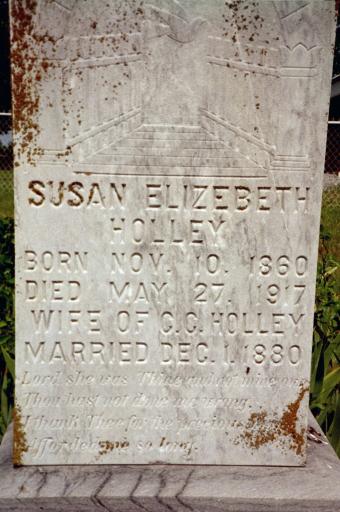 SUSAN ELIZEBETH
HOLLEY
BORN NOV. 10. 1860
DIED MAY 27. 1917
WIFE OF C.C. HOLLEY
MARRIED DEC. 1. 1880
Lord she was Thine and not mine own
Thou hast not done me wrong.
I thank Thee for the precious
me so long.